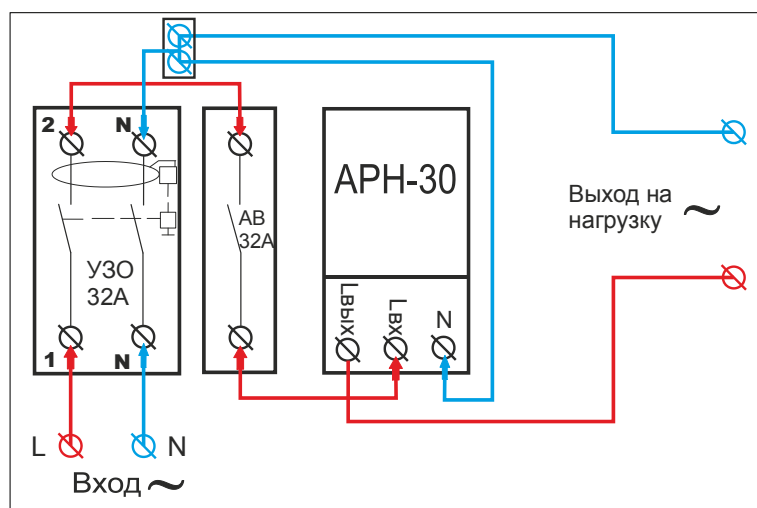 2
N
АРН-30
АВ
32А
УЗО
32А
Lвых
Lвх
N
1
N
Выход на
нагрузку ~
L
N
Вход ~